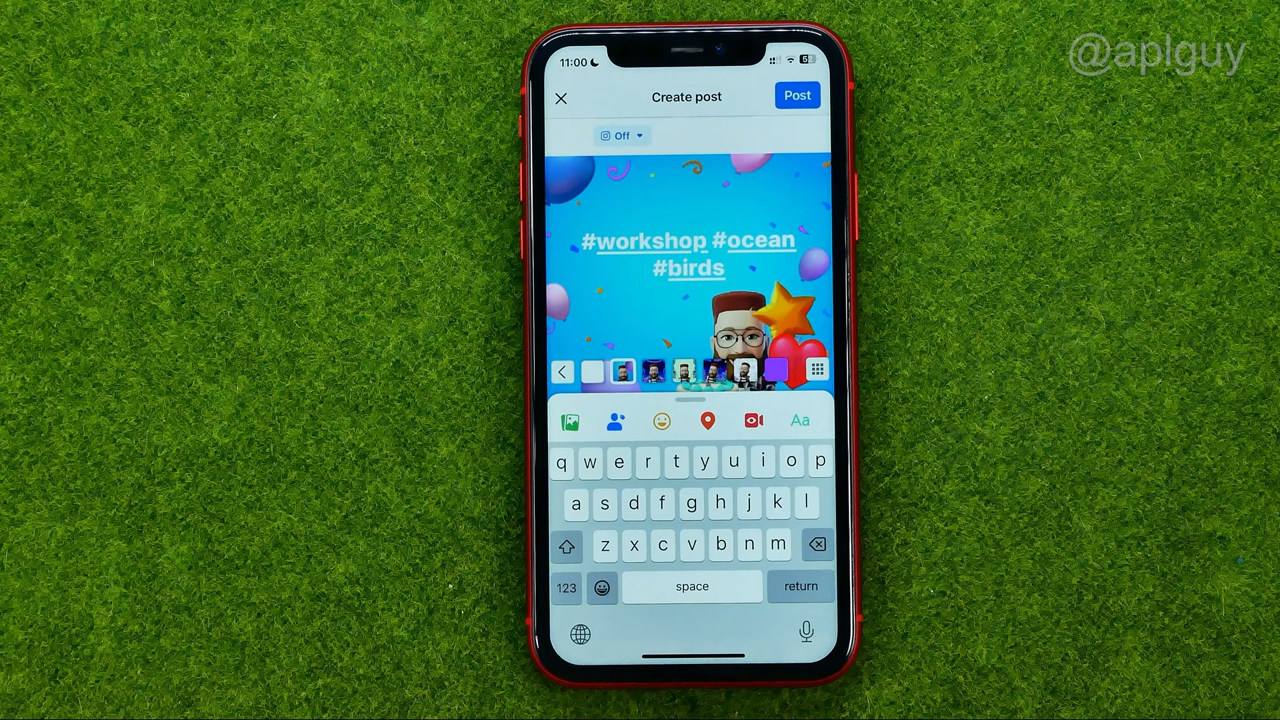 @aplguy
11:00
Create post
Post
Off
#workshop #ocean
#birds
Aa
q w e r t y u i o p
a s d f g h j k l
z x c v b n m
123
space
return